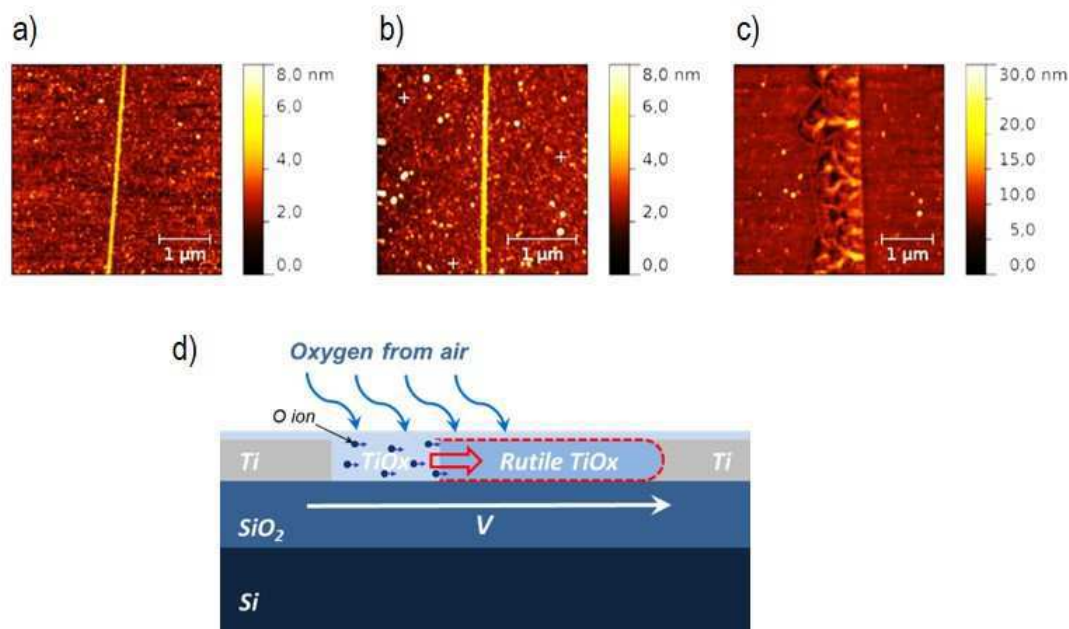 a)
b)
c)
8,0 nm
6,0
4,0
2,0
0,0
1 µm
8,0 nm
6,0
4,0
2,0
0,0
1 µm
30,0 nm
25,0
20,0
15,0
10,0
5,0
0,0
1 µm
d)
Oxygen from air
O ion
Ti
TiOx
Rutile TiOx
Ti
SiO₂
V
Si